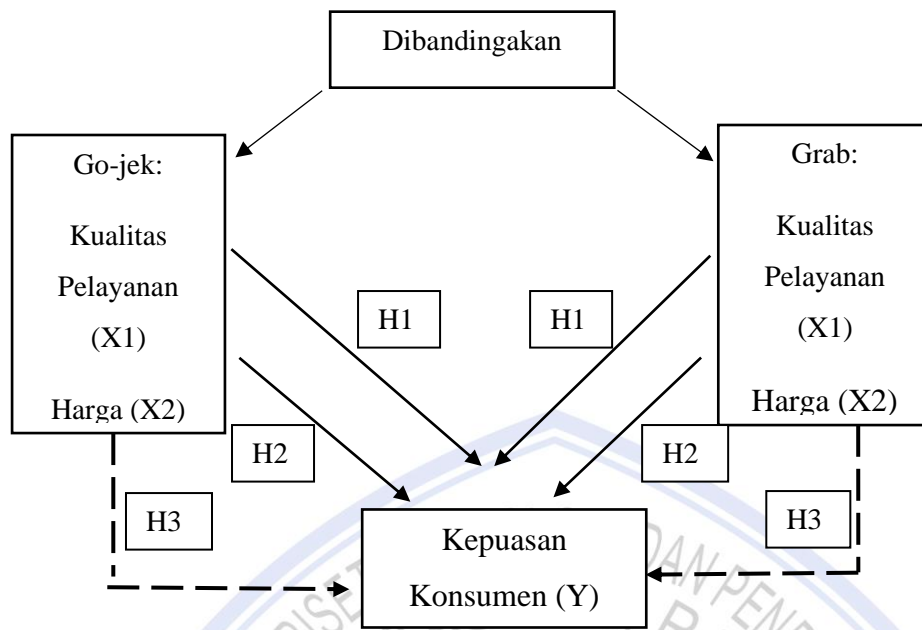 Dibandingakan
Go-jek:
Kualitas
Pelayanan
(X1)
Harga (X2)
Grab:
Kualitas
Pelayanan
(X1)
Harga (X2)
H1
H1
H2
H2
H3
H3
Kepuasan
Konsumen (Y)
DAN